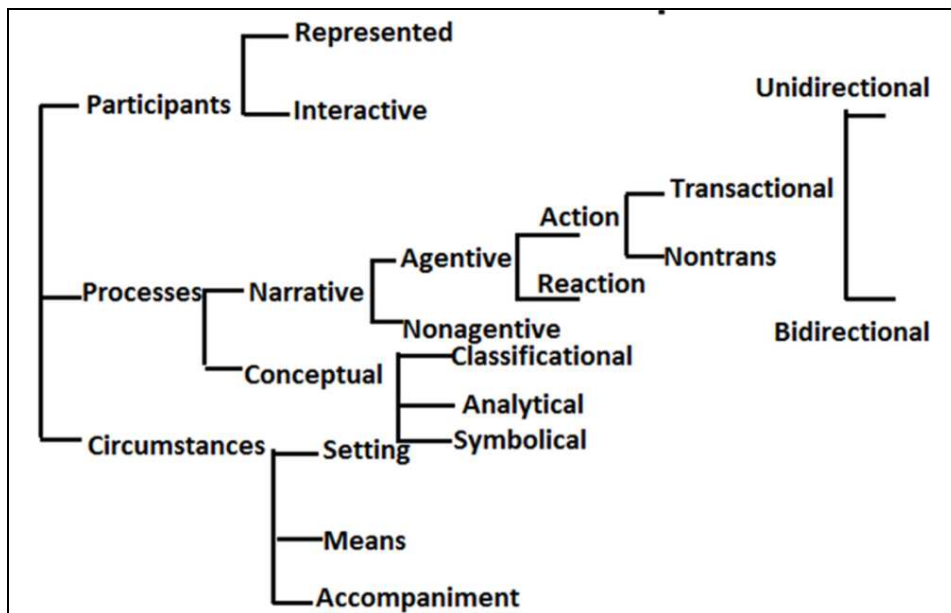 Represented
Unidirectional
Participants
Interactive
Transactional
Action
Agentive
Nontrans
Reaction
Processes
Narrative
Nonagentive
Bidirectional
Classificational
Conceptual
Analytical
Symbolical
Circumstances
Setting
Means
Accompaniment